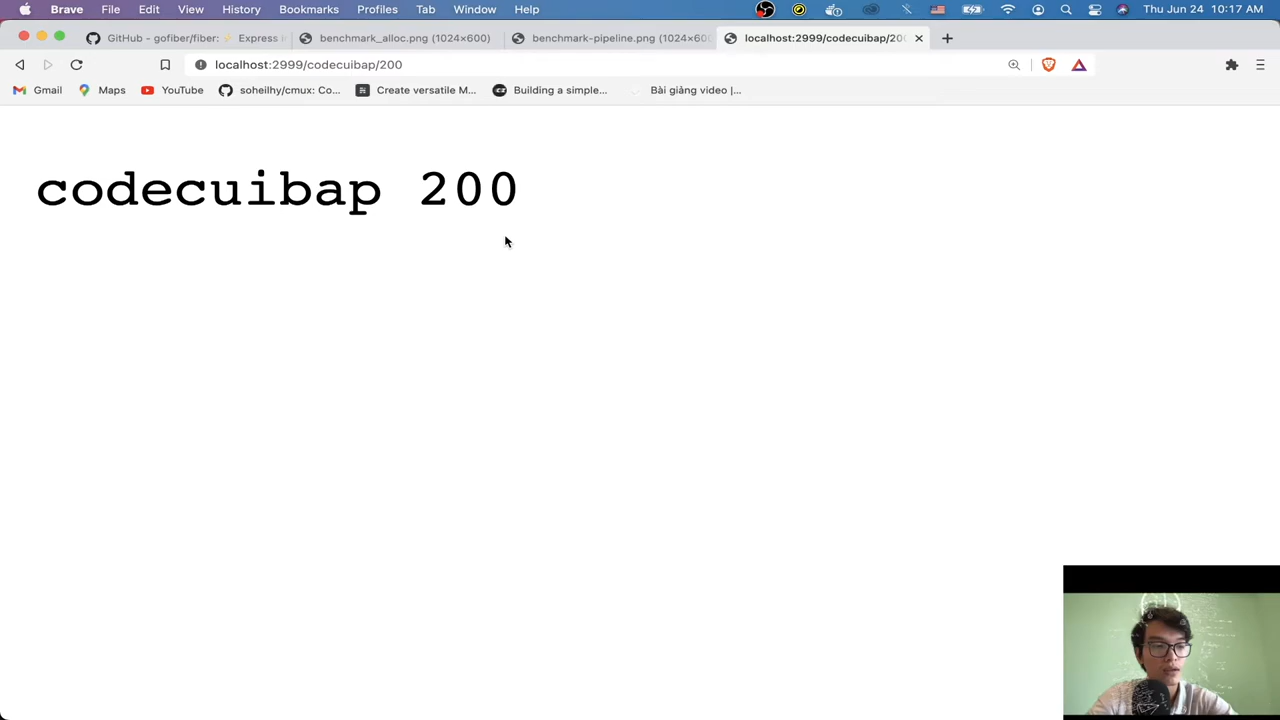 Brave File Edit View History Bookmarks Profiles Tab Window Help Thu Jun 24 10:17 AM
GitHub - gofiber/fiber: ⚡ Express i benchmark_alloc.png (1024×600) benchmark-pipeline.png (1024×600 localhost:2999/codecuibap/200
localhost:2999/codecuibap/200
Gmail Maps YouTube soheilhy/cmux: Co... Create versatile M... Building a simple... Bài giảng video |...
codecuibap 200